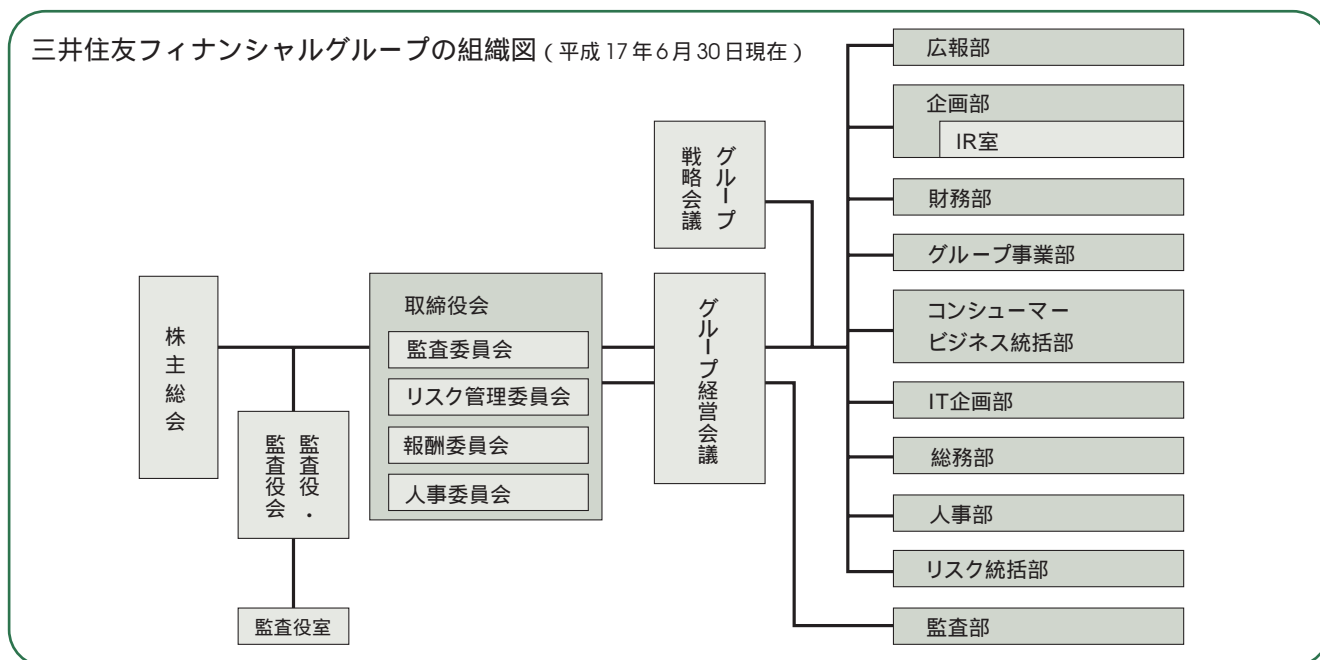 三井住友フィナンシャルグループの組織図(平成17年6月30日現在)
株主総会
監査役・
監査役会
監査役室
取締役会
監査委員会
リスク管理委員会
報酬委員会
人事委員会
グループ
戦略会議
グループ経営会議
広報部
企画部
IR室
財務部
グループ事業部
コンシューマー
ビジネス統括部
IT企画部
総務部
人事部
リスク統括部
監査部